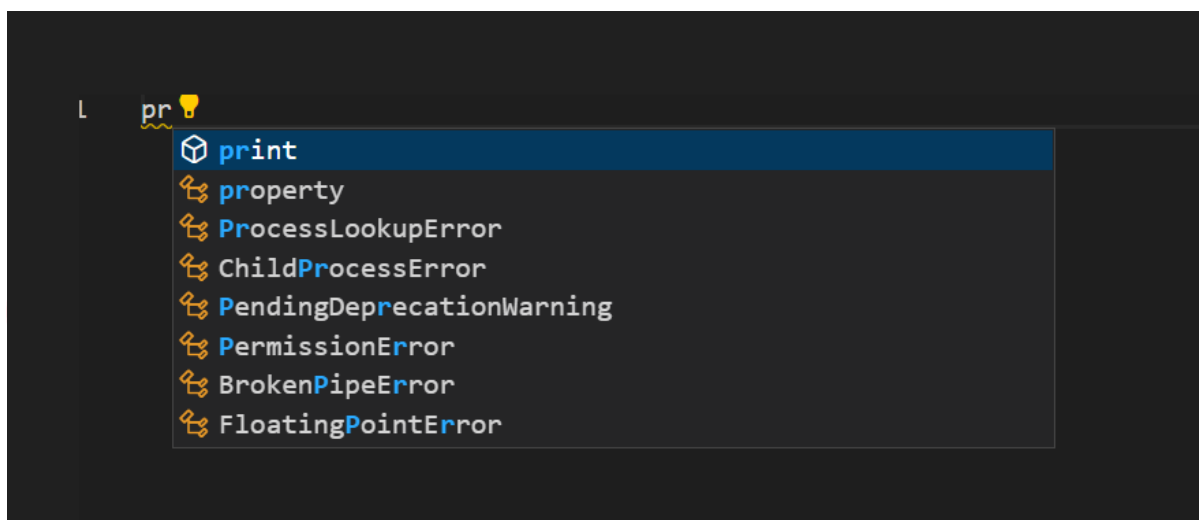 1 pr
print
property
ProcessLookupError
ChildProcessError
PendingDeprecationWarning
PermissionError
BrokenPipeError
FloatingPointError